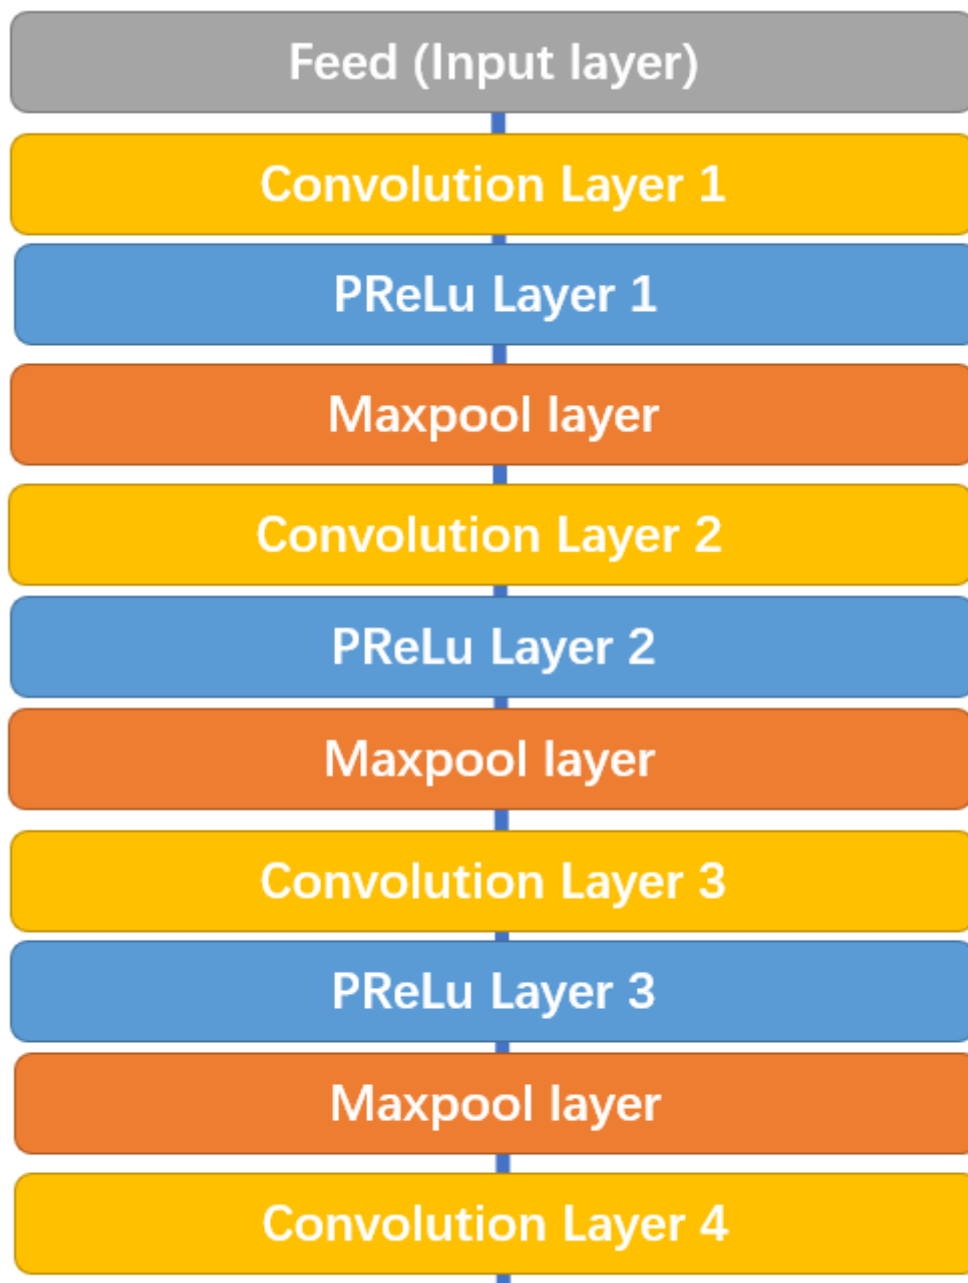 Feed (Input layer)
Convolution Layer 1
PReLu Layer 1
Maxpool layer
Convolution Layer 2
PReLu Layer 2
Maxpool layer
Convolution Layer 3
PReLu Layer 3
Maxpool layer
Convolution Layer 4